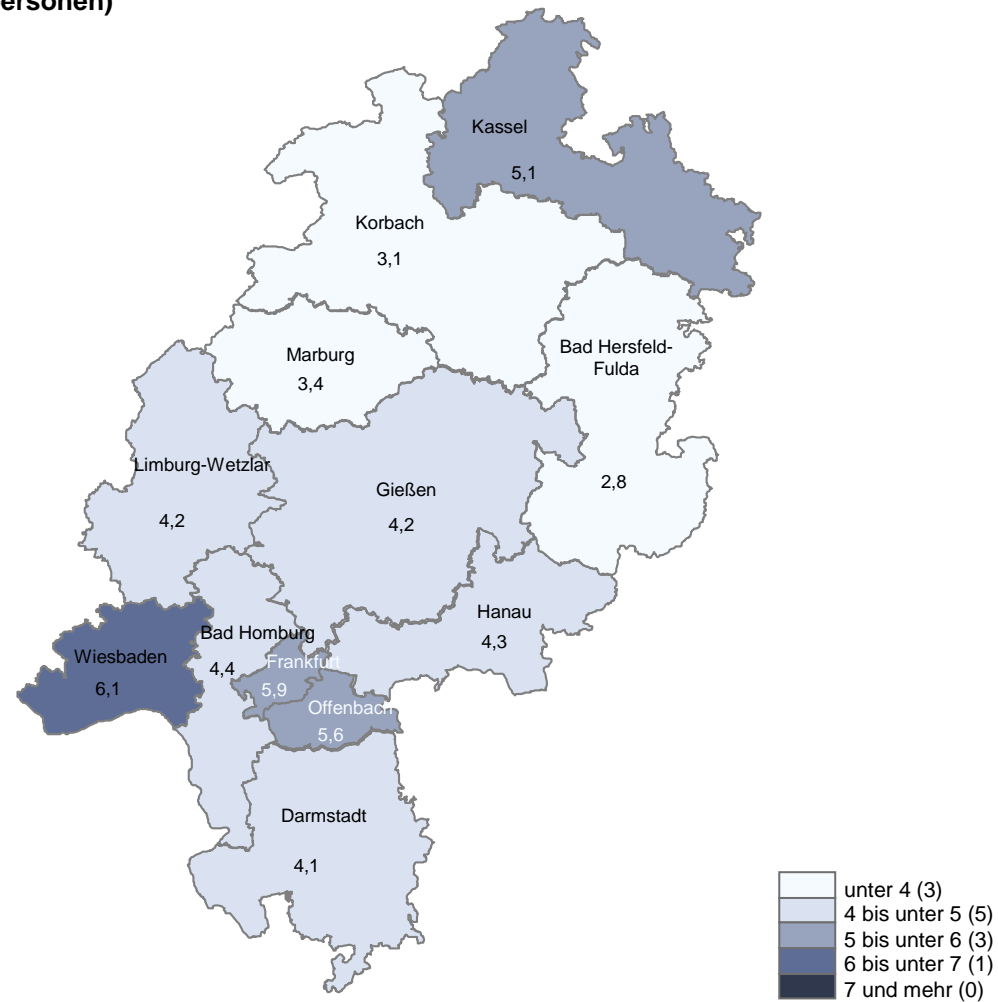 ersonen)
Kassel
5,1
Korbach
3,1
Bad Hersfeld-
Fulda
Marburg
3,4
Limburg-Wetzlar
2,8
Gießen
4,2
4,2
Hanau
4,3
Bad Homburg
4,4
Wiesbaden
6,1
Frankfurt
5,9
Offenbach
5,6
Darmstadt
4,1
unter 4 (3)
4 bis unter 5 (5)
5 bis unter 6 (3)
6 bis unter 7 (1)
7 und mehr (0)